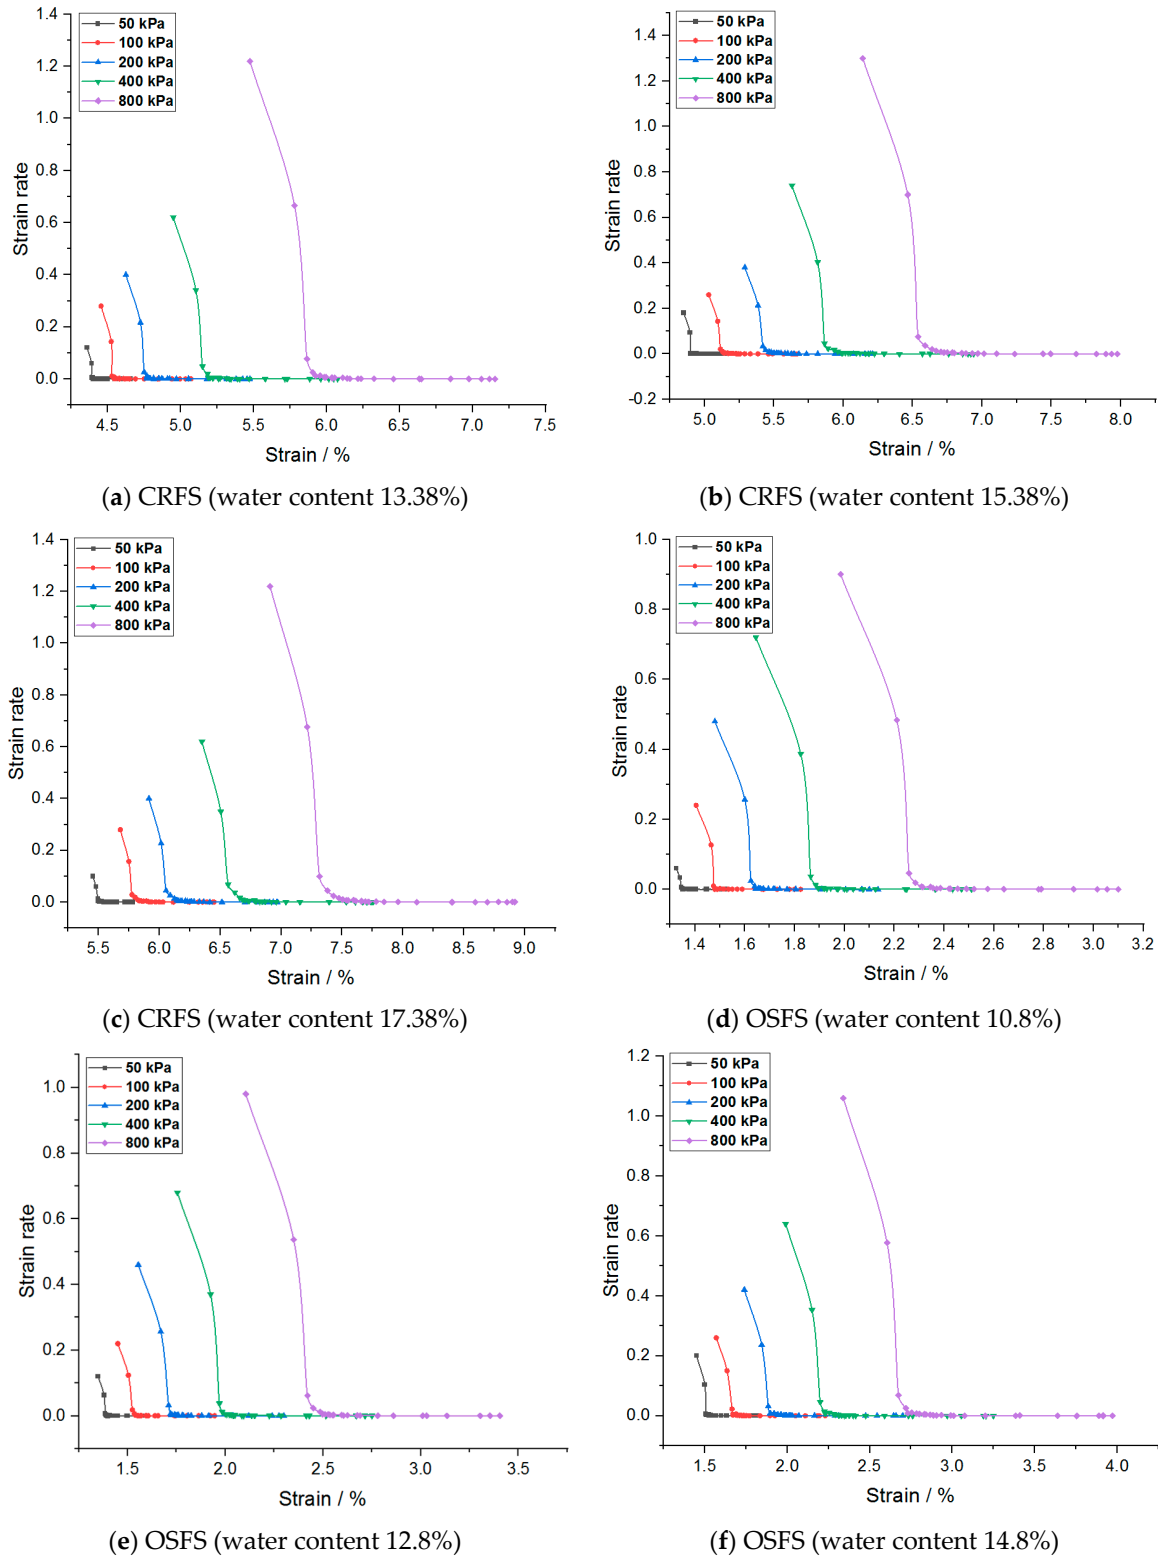 1.4
1.2
1.0
0.8
0.6
0.4
0.2
0.0
Strain rate
50 kPa
100 kPa
200 kPa
400 kPa
800 kPa
4.5 5.0 5.5 6.0 6.5 7.0 7.5
Strain / %
(a) CRFS (water content 13.38%)
1.4
1.2
1.0
0.8
0.6
0.4
0.2
0.0
-0.2
Strain rate
50 kPa
100 kPa
200 kPa
400 kPa
800 kPa
5.0 5.5 6.0 6.5 7.0 7.5 8.0
Strain / %
(b) CRFS (water content 15.38%)
1.4
1.2
1.0
0.8
0.6
0.4
0.2
0.0
Strain rate
50 kPa
100 kPa
200 kPa
400 kPa
800 kPa
5.5 6.0 6.5 7.0 7.5 8.0 8.5 9.0
Strain / %
(c) CRFS (water content 17.38%)
1.0
0.8
0.6
0.4
0.2
0.0
Strain rate
50 kPa
100 kPa
200 kPa
400 kPa
800 kPa
1.4 1.6 1.8 2.0 2.2 2.4 2.6 2.8 3.0 3.2
Strain / %
(d) OSFS (water content 10.8%)
1.0
0.8
0.6
0.4
0.2
0.0
Strain rate
50 kPa
100 kPa
200 kPa
400 kPa
800 kPa
1.5 2.0 2.5 3.0 3.5
Strain / %
(e) OSFS (water content 12.8%)
1.2
1.0
0.8
0.6
0.4
0.2
0.0
Strain rate
50 kPa
100 kPa
200 kPa
400 kPa
800 kPa
1.5 2.0 2.5 3.0 3.5 4.0
Strain / %
(f) OSFS (water content 14.8%)